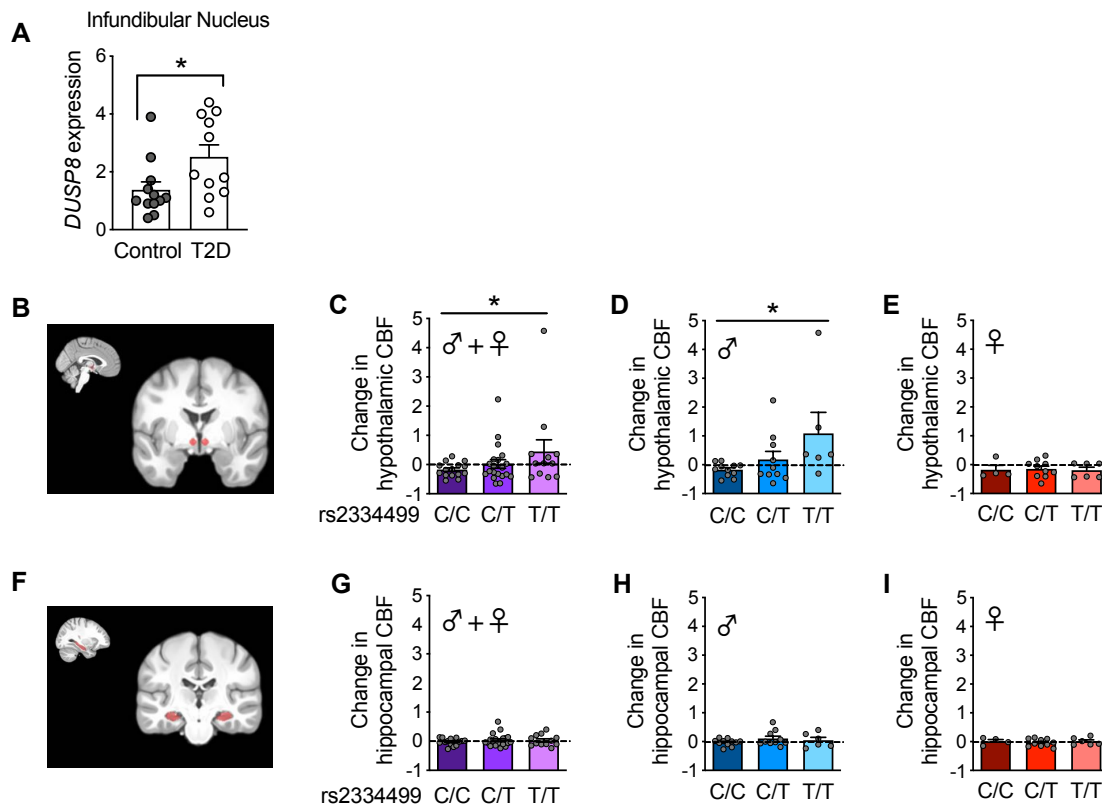 A
Infundibular Nucleus
DUSP8 expression
6
4
2
0
*
Control T2D
B
C
Change in
hypothalamic CBF
5
4
3
2
1
0
-1
*
♂ + ♀
rs2334499 C/C C/T T/T
D
Change in
hypothalamic CBF
5
4
3
2
1
0
-1
*
♂
C/C C/T T/T
E
Change in
hypothalamic CBF
5
4
3
2
1
0
-1
♀
C/C C/T T/T
F
G
Change in
hippocampal CBF
5
4
3
2
1
0
-1
♂ + ♀
rs2334499 C/C C/T T/T
H
Change in
hippocampal CBF
5
4
3
2
1
0
-1
♂
C/C C/T T/T
I
Change in
hippocampal CBF
5
4
3
2
1
0
-1
♀
C/C C/T T/T